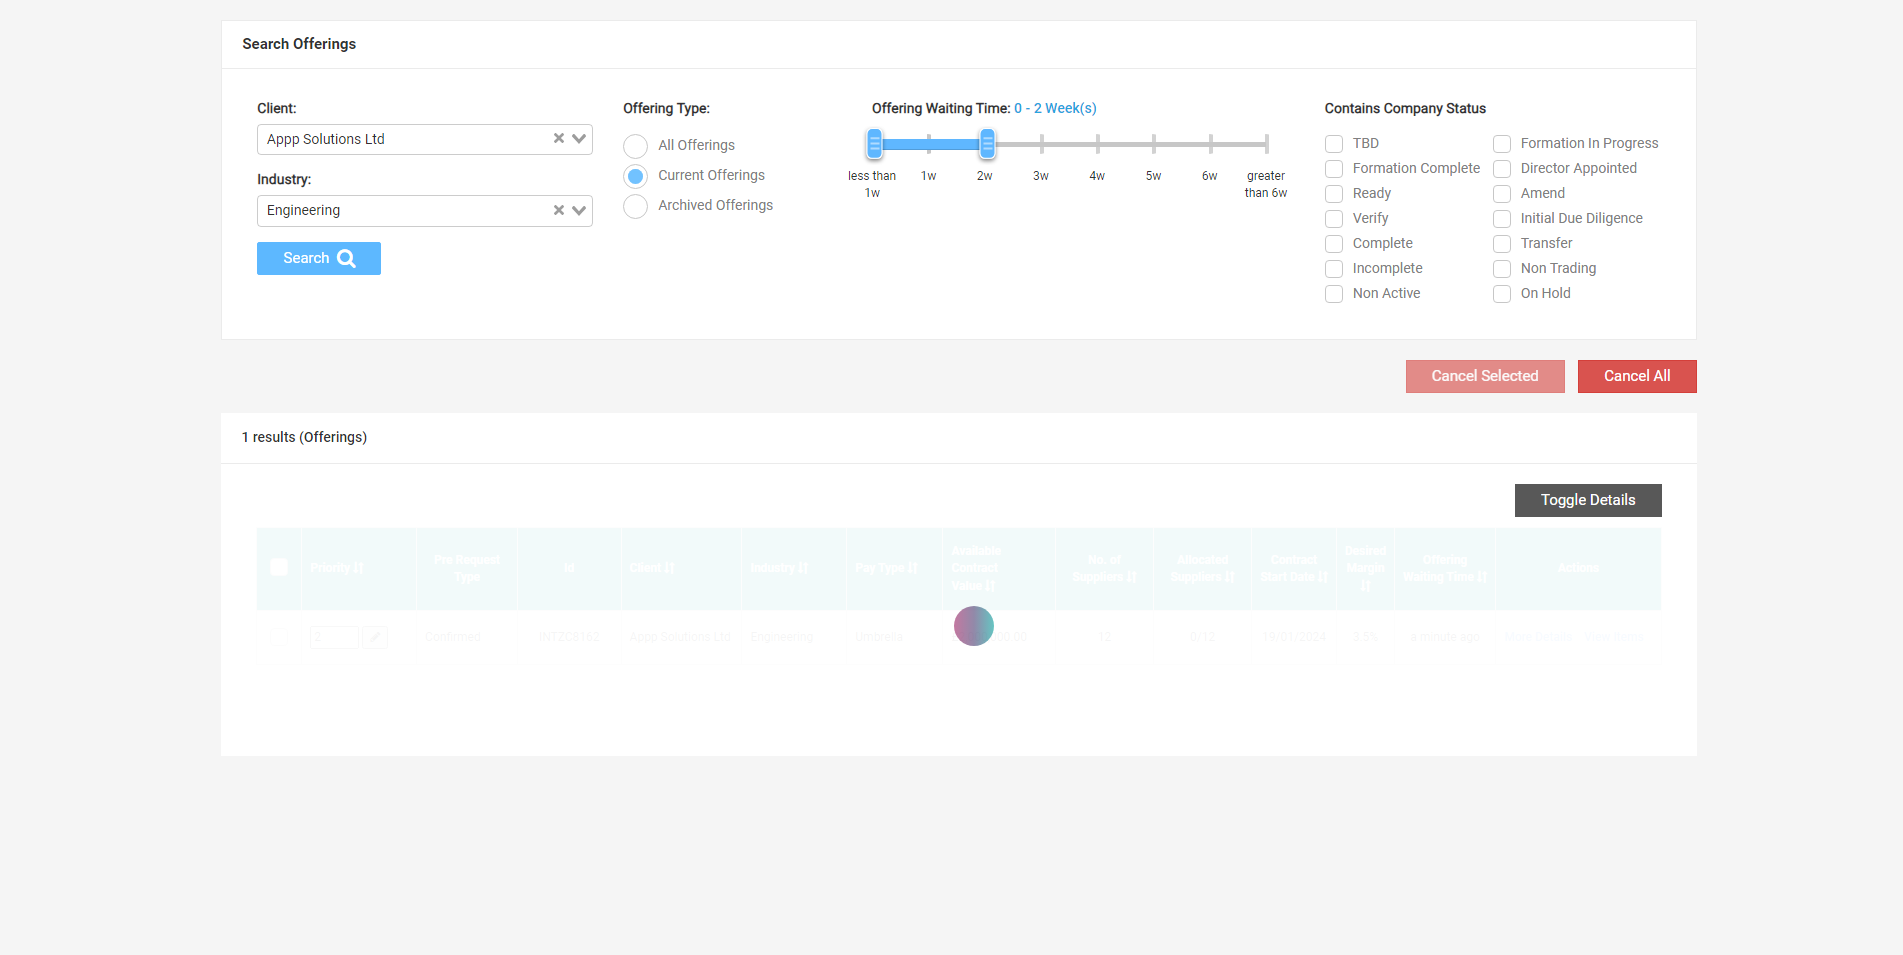 Search Offerings
Client:
Appp Solutions Ltd
Industry:
Engineering
Search
Offering Type:
All Offerings
Current Offerings
Archived Offerings
Offering Waiting Time: 0 - 2 Week(s)
less than 1w
1w
2w
3w
4w
5w
6w
greater than 6w
Contains Company Status
TBD
Formation In Progress
Formation Complete
Director Appointed
Ready
Amend
Verify
Initial Due Diligence
Complete
Transfer
Incomplete
Non Trading
Non Active
On Hold
Cancel Selected
Cancel All
1 results (Offerings)
Toggle Details
Priority
Pre Request Type
Id
Client
Industry
Pay Type
Available Contract Value
No. of Suppliers
Allocated Suppliers
Contract Start Date
Desired Margin
Offering Waiting Time
Actions
2
Confirmed
Appp Solutions Ltd
Engineering
Umbrella
12
0/12
19/01/2024
3.5%
a minute ago
More Details
View Items